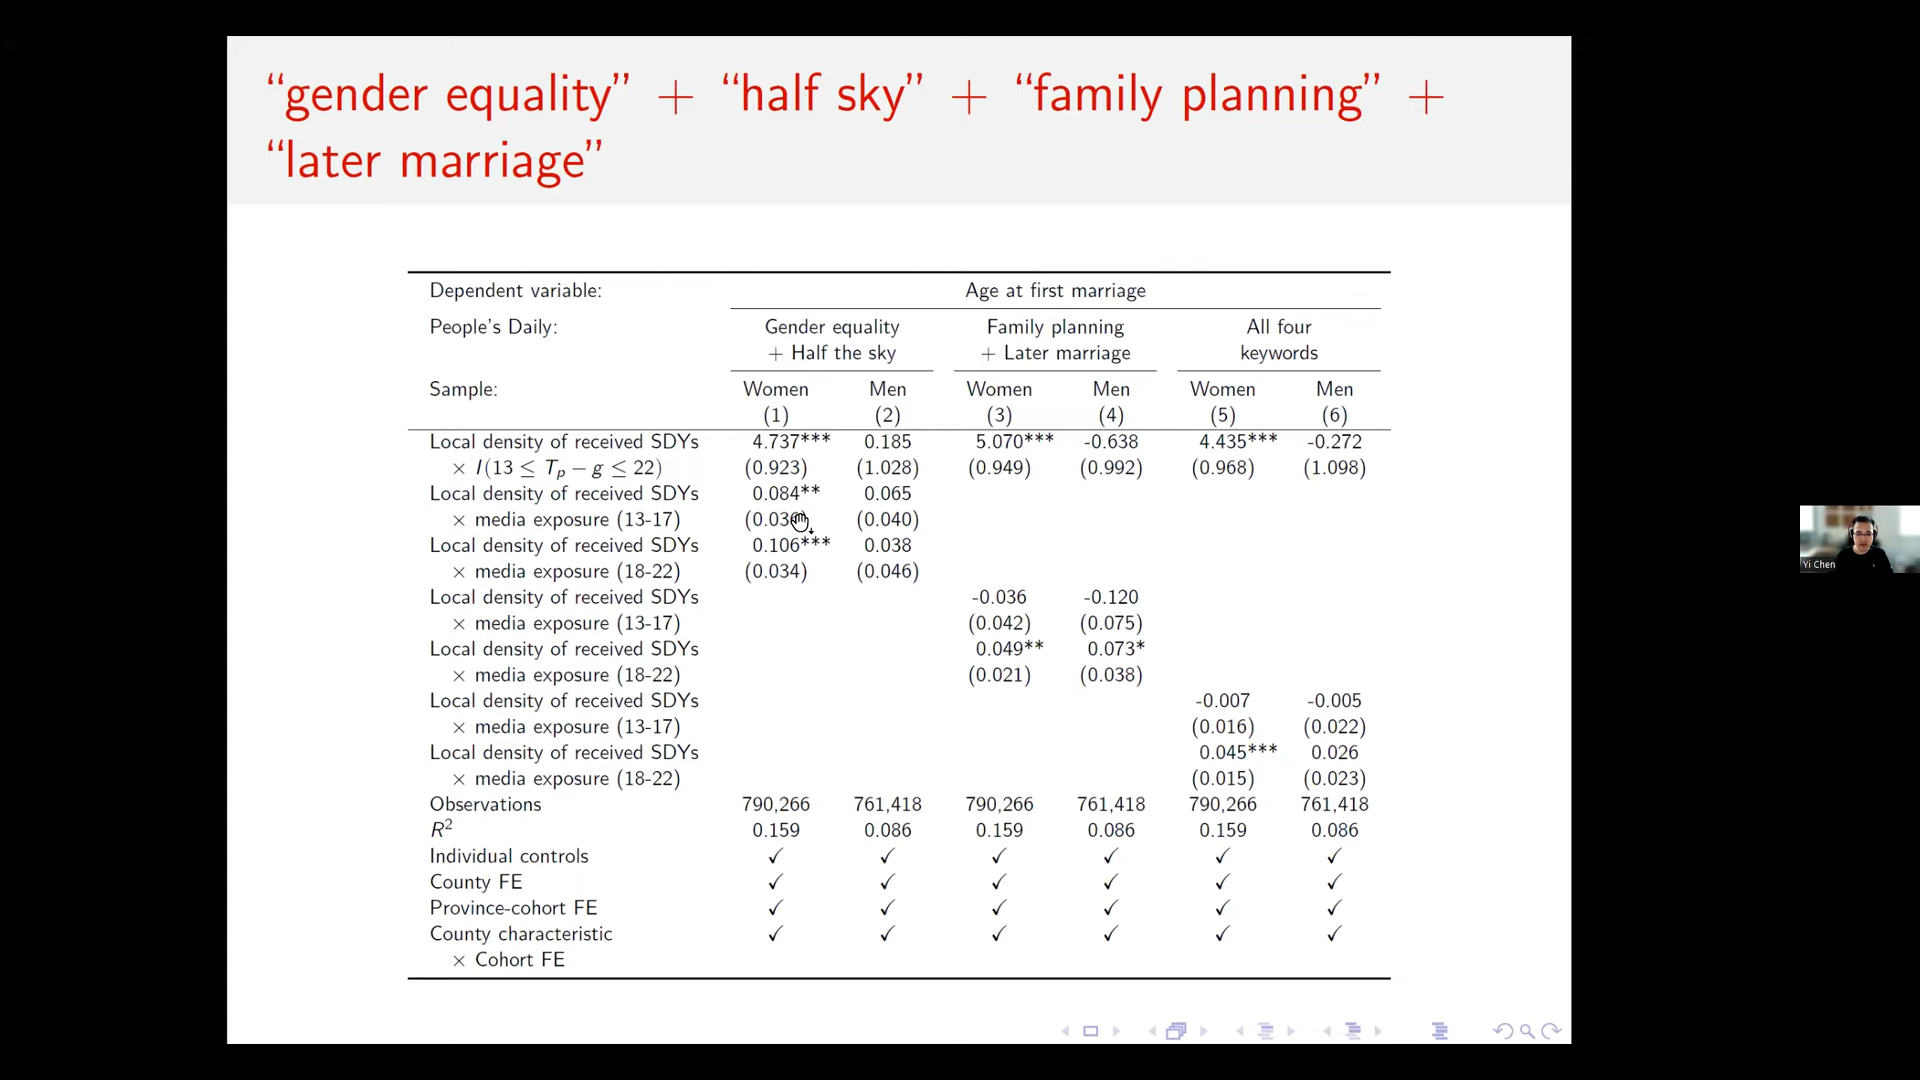 “gender equality” + “half sky” + “family planning” +
“later marriage”
Dependent variable: Age at first marriage
People's Daily: Gender equality Family planning All four
+ Half the sky + Later marriage keywords
Sample: Women Men Women Men Women Men
(1) (2) (3) (4) (5) (6)
Local density of received SDYs 4.737*** 0.185 5.070*** -0.638 4.435*** -0.272
× I(13 ≤ Tp − g ≤ 22) (0.923) (1.028) (0.949) (0.992) (0.968) (1.098)
Local density of received SDYs 0.084** 0.065
× media exposure (13-17) (0.040)
Local density of received SDYs 0.106*** 0.038
× media exposure (18-22) (0.034) (0.046)
Local density of received SDYs -0.036 -0.120
× media exposure (13-17) (0.042) (0.075)
Local density of received SDYs 0.049** 0.073*
× media exposure (18-22) (0.021) (0.038)
Local density of received SDYs -0.007 -0.005
× media exposure (13-17) (0.016) (0.022)
Local density of received SDYs 0.045*** 0.026
× media exposure (18-22) (0.015) (0.023)
Observations 790,266 761,418 790,266 761,418 790,266 761,418
R² 0.159 0.086 0.159 0.086 0.159 0.086
Individual controls ✓ ✓ ✓ ✓ ✓ ✓
County FE ✓ ✓ ✓ ✓ ✓ ✓
Province-cohort FE ✓ ✓ ✓ ✓ ✓ ✓
County characteristic ✓ ✓ ✓ ✓ ✓ ✓
× Cohort FE
Yi Chen